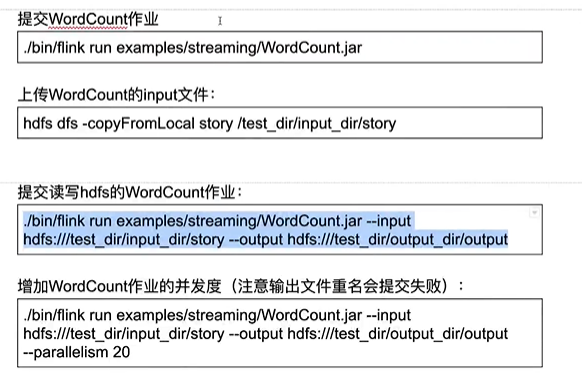 提交WordCount作业
./bin/flink run examples/streaming/WordCount.jar
上传WordCount的input文件：
hdfs dfs -copyFromLocal story /test_dir/input_dir/story
提交读写hdfs的WordCount作业：
./bin/flink run examples/streaming/WordCount.jar --input
hdfs:///test_dir/input_dir/story --output hdfs:///test_dir/output_dir/output
增加WordCount作业的并发度（注意输出文件重名会提交失败）：
./bin/flink run examples/streaming/WordCount.jar --input
hdfs:///test_dir/input_dir/story --output hdfs:///test_dir/output_dir/output
--parallelism 20